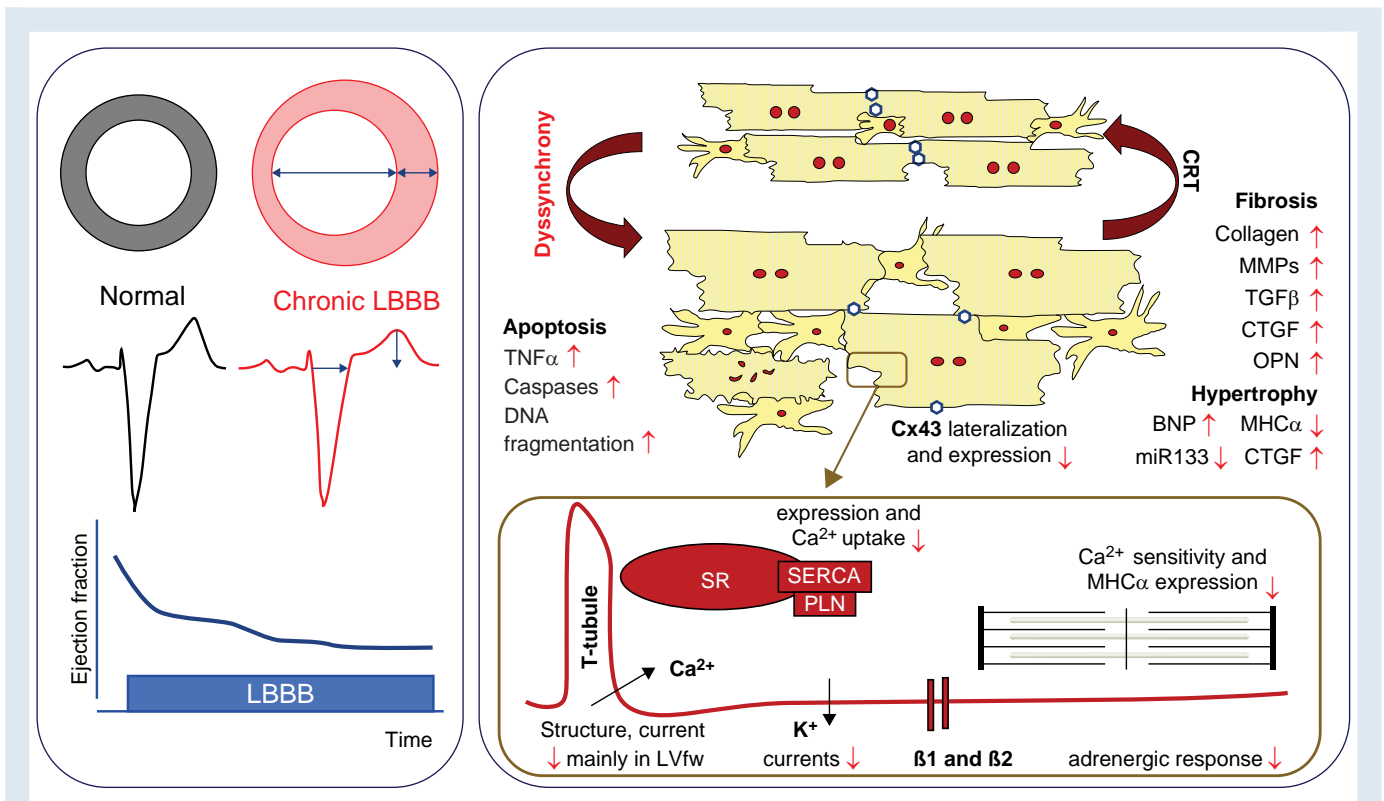 Normal
Chronic LBBB
Ejection fraction
LBBB
Time
Dyssynchrony
CRT
Apoptosis
TNFα ↑
Caspases ↑
DNA
fragmentation ↑
Cx43 lateralization
and expression ↓
Fibrosis
Collagen ↑
MMPs ↑
TGFβ ↑
CTGF ↑
OPN ↑
Hypertrophy
BNP ↑ MHCα ↓
miR133 ↓ CTGF ↑
expression and
Ca²⁺ uptake ↓
SR
SERCA
PLN
Ca²⁺ sensitivity and
MHCα expression ↓
T-tubule
Ca²⁺
Structure, current
↓ mainly in LVfw
K⁺
currents ↓
ß1 and ß2
adrenergic response ↓